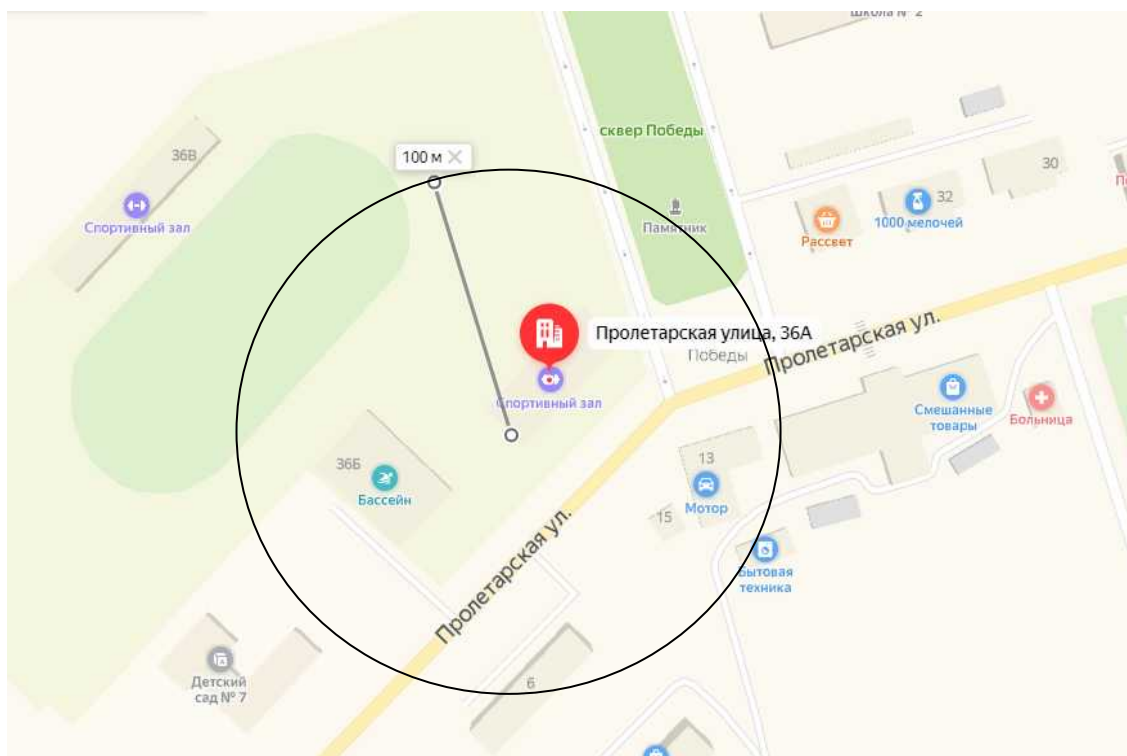 Школа № 2
36В
100 м
сквер Победы
30
32
1000 мелочей
Спортивный зал
Памятник
Рассвет
Пролетарская улица, 36А
Победы
Пролетарская ул.
Спортивный зал
Смешанные
товары
Больница
36Б
Бассейн
13
Мотор
15
Пролетарская ул.
Бытовая
техника
Детский
сад № 7
6